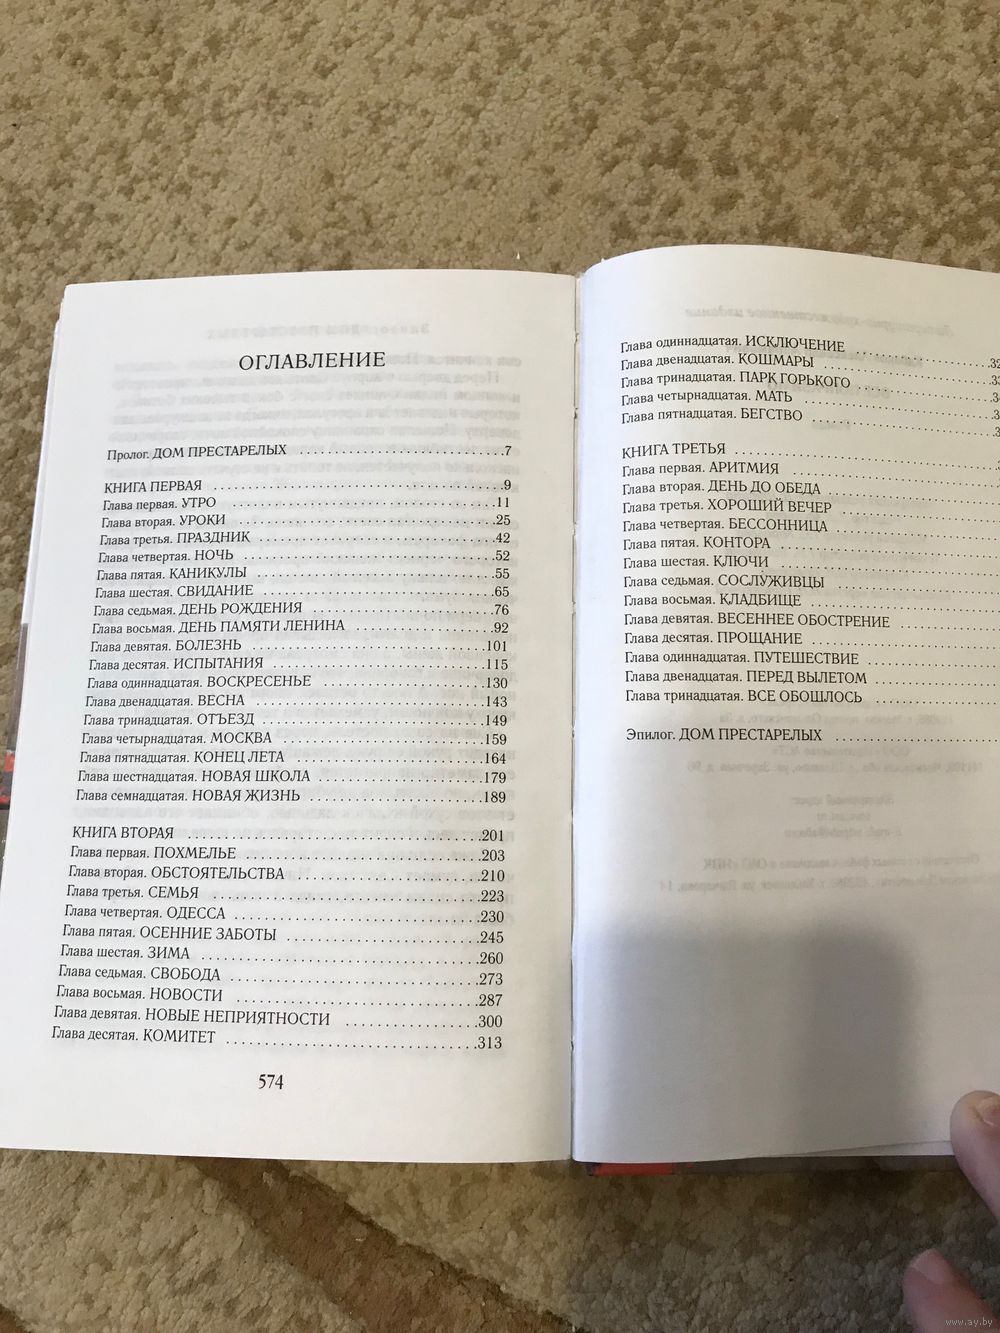 ОГЛАВЛЕНИЕ
Пролог. ДОМ ПРЕСТАРЕЛЫХ ........ 7
КНИГА ПЕРВАЯ ........ 9
Глава первая. УТРО ........ 11
Глава вторая. УРОКИ ........ 25
Глава третья. ПРАЗДНИК ........ 42
Глава четвертая. НОЧЬ ........ 52
Глава пятая. КАНИКУЛЫ ........ 55
Глава шестая. СВИДАНИЕ ........ 65
Глава седьмая. ДЕНЬ РОЖДЕНИЯ ........ 76
Глава восьмая. ДЕНЬ ПАМЯТИ ЛЕНИНА ........ 92
Глава девятая. БОЛЕЗНЬ ........ 101
Глава десятая. ИСПЫТАНИЯ ........ 115
Глава одиннадцатая. ВОСКРЕСЕНЬЕ ........ 130
Глава двенадцатая. ВЕСНА ........ 143
Глава тринадцатая. ОТЪЕЗД ........ 149
Глава четырнадцатая. МОСКВА ........ 159
Глава пятнадцатая. КОНЕЦ ЛЕТА ........ 164
Глава шестнадцатая. НОВАЯ ШКОЛА ........ 179
Глава семнадцатая. НОВАЯ ЖИЗНЬ ........ 189
КНИГА ВТОРАЯ ........ 201
Глава первая. ПОХМЕЛЬЕ ........ 203
Глава вторая. ОБСТОЯТЕЛЬСТВА ........ 210
Глава третья. СЕМЬЯ ........ 223
Глава четвертая. ОДЕССА ........ 230
Глава пятая. ОСЕННИЕ ЗАБОТЫ ........ 245
Глава шестая. ЗИМА ........ 260
Глава седьмая. СВОБОДА ........ 273
Глава восьмая. НОВОСТИ ........ 287
Глава девятая. НОВЫЕ НЕПРИЯТНОСТИ ........ 300
Глава десятая. КОМИТЕТ ........ 313
574
Глава одиннадцатая. ИСКЛЮЧЕНИЕ ........
Глава двенадцатая. КОШМАРЫ ........
Глава тринадцатая. ПАРК ГОРЬКОГО ........
Глава четырнадцатая. МАТЬ ........
Глава пятнадцатая. БЕГСТВО ........
КНИГА ТРЕТЬЯ ........
Глава первая. АРИТМИЯ ........
Глава вторая. ДЕНЬ ДО ОБЕДА ........
Глава третья. ХОРОШИЙ ВЕЧЕР ........
Глава четвертая. БЕССОННИЦА ........
Глава пятая. КОНТОРА ........
Глава шестая. КЛЮЧИ ........
Глава седьмая. СОСЛУЖИВЦЫ ........
Глава восьмая. КЛАДБИЩЕ ........
Глава девятая. ВЕСЕННЕЕ ОБОСТРЕНИЕ ........
Глава десятая. ПРОЩАНИЕ ........
Глава одиннадцатая. ПУТЕШЕСТВИЕ ........
Глава двенадцатая. ПЕРЕД ВЫЛЕТОМ ........
Глава тринадцатая. ВСЕ ОБОШЛОСЬ ........
Эпилог. ДОМ ПРЕСТАРЕЛЫХ ........
www.ay.by